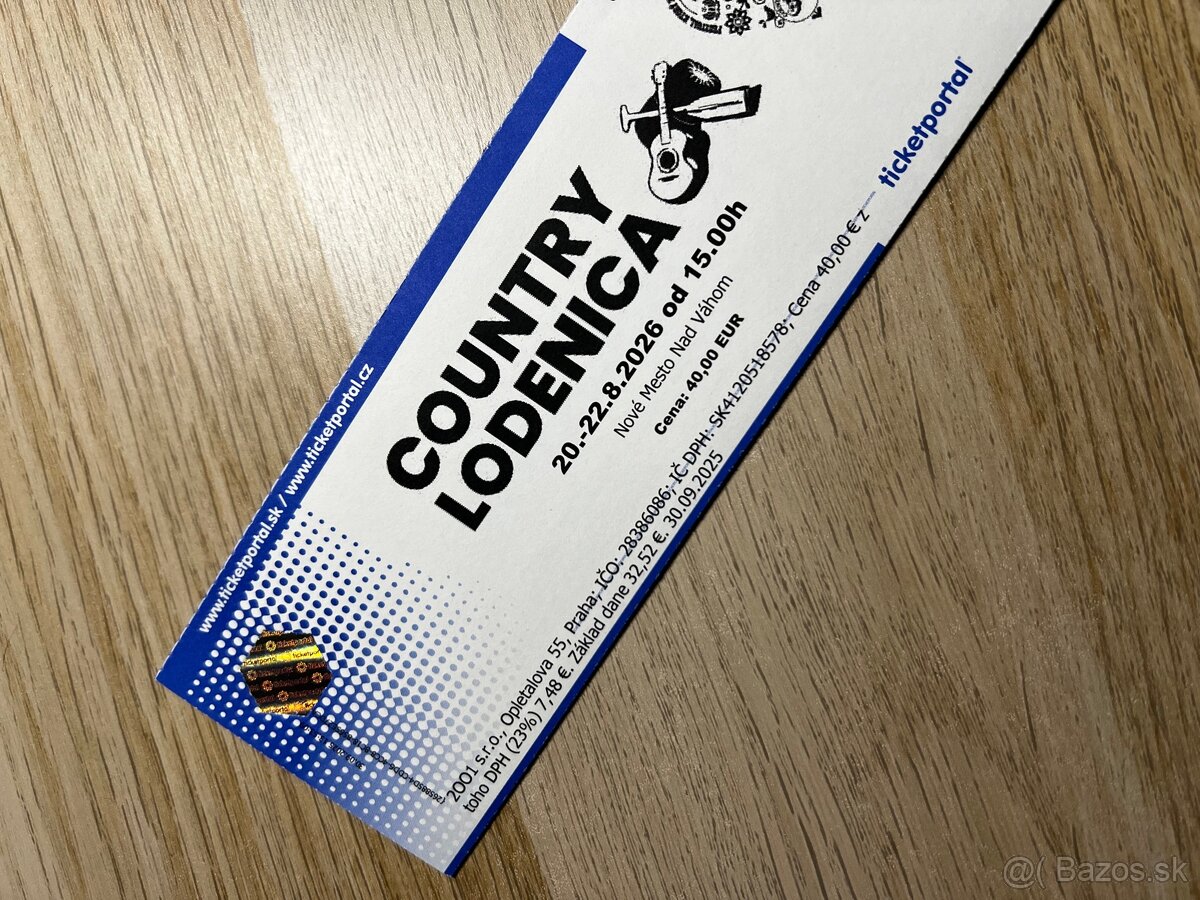 COUNTRY
LODENICA
20.-22.8.2026 od 15.00h
Nové Mesto Nad Váhom
Cena: 40,00 EUR
2001 s.r.o., Opletalova 55, Praha; IČO: 28386086; IČ DPH: SK4120518578; Cena 40,00 € z
toho DPH (23%) 7,48 €. Základ dane 32,52 €. 30.09.2025
ticketportal
www.ticketportal.sk / www.ticketportal.cz
ticketportal
@( Bazos.sk